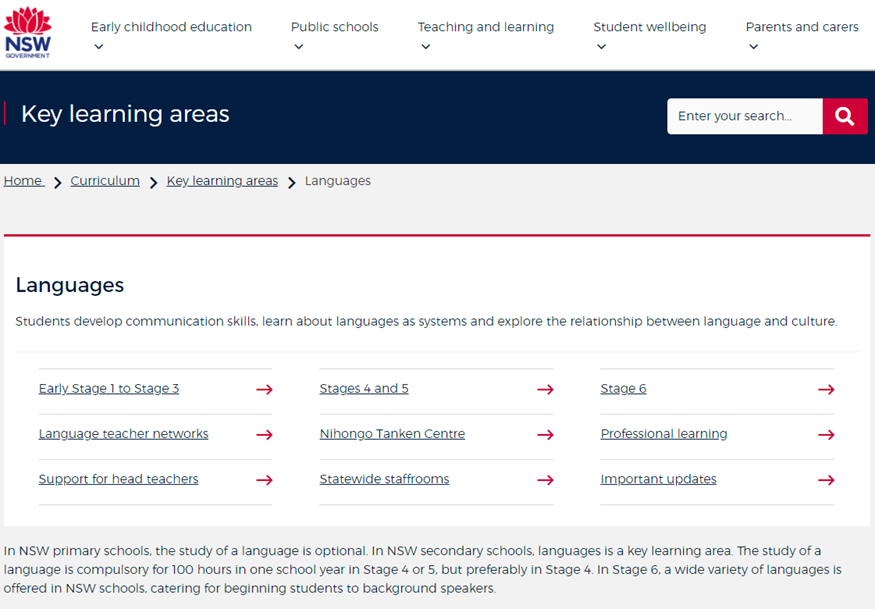 NSW
GOVERNMENT
Early childhood education
Public schools
Teaching and learning
Student wellbeing
Parents and carers
Key learning areas
Enter your search...
Home
Curriculum
Key learning areas
Languages
Languages
Students develop communication skills, learn about languages as systems and explore the relationship between language and culture.
Early Stage 1 to Stage 3
Stages 4 and 5
Stage 6
Language teacher networks
Nihongo Tanken Centre
Professional learning
Support for head teachers
Statewide staffrooms
Important updates
In NSW primary schools, the study of a language is optional. In NSW secondary schools, languages is a key learning area. The study of a
language is compulsory for 100 hours in one school year in Stage 4 or 5, but preferably in Stage 4. In Stage 6, a wide variety of languages is
offered in NSW schools, catering for beginning students to background speakers.